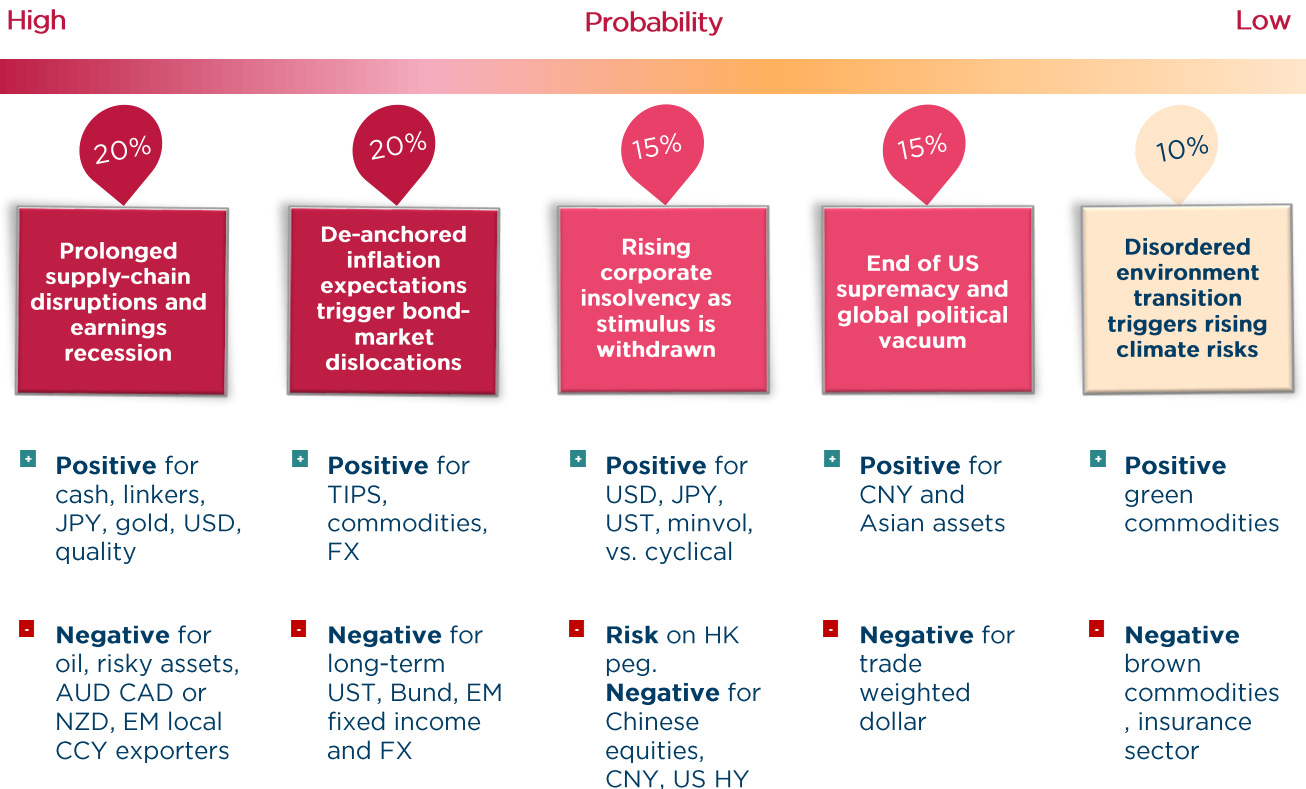 High
Probability
Low
20%
20%
15%
15%
10%
Prolonged
supply-chain
disruptions and
earnings
recession
De-anchored
inflation
expectations
trigger bond-
market
dislocations
Rising
corporate
insolvency as
stimulus is
withdrawn
End of US
supremacy and
global political
vacuum
Disordered
environment
transition
triggers rising
climate risks
+
Positive for
cash, linkers,
JPY, gold, USD,
quality
+
Positive for
TIPS,
commodities,
FX
+
Positive for
USD, JPY,
UST, minvol,
vs. cyclical
+
Positive for
CNY and
Asian assets
+
Positive
green
commodities
-
Negative for
oil, risky assets,
AUD CAD or
NZD, EM local
CCY exporters
-
Negative for
long-term
UST, Bund, EM
fixed income
and FX
-
Risk on HK
peg.
Negative for
Chinese
equities,
CNY, US HY
-
Negative for
trade
weighted
dollar
-
Negative
brown
commodities
, insurance
sector